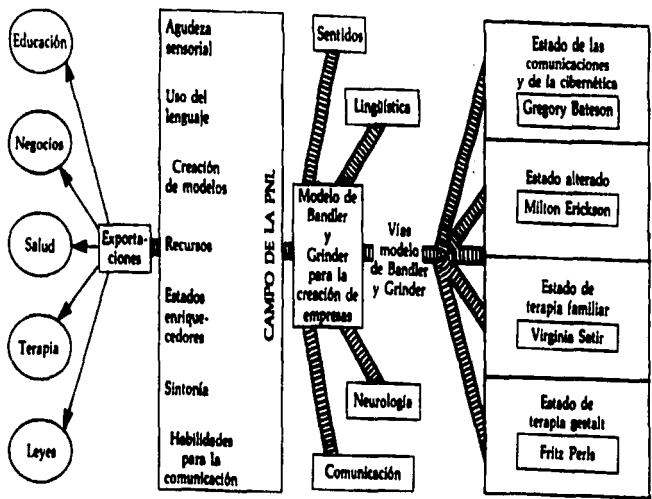 Educación
Negocios
Salud
Terapia
Leyes
Exporta-
ciones
Agudeza
sensorial
Uso del
lenguaje
Creación
de modelos
Recursos
Estados
enrique-
cedores
Sintonía
Habilidades
para la
comunicación
CAMPO DE LA PNL
Sentidos
Lingüística
Modelo de
Bandler
y
Grinder
para la
creación de
empresas
Neurología
Comunicación
Vías
modelo
de Bandler
y Grinder
Estado de las
comunicaciones
y de la cibernética
Gregory Bateson
Estado alterado
Milton Erickson
Estado de
terapia familiar
Virginia Satir
Estado de
terapia gestalt
Fritz Perls